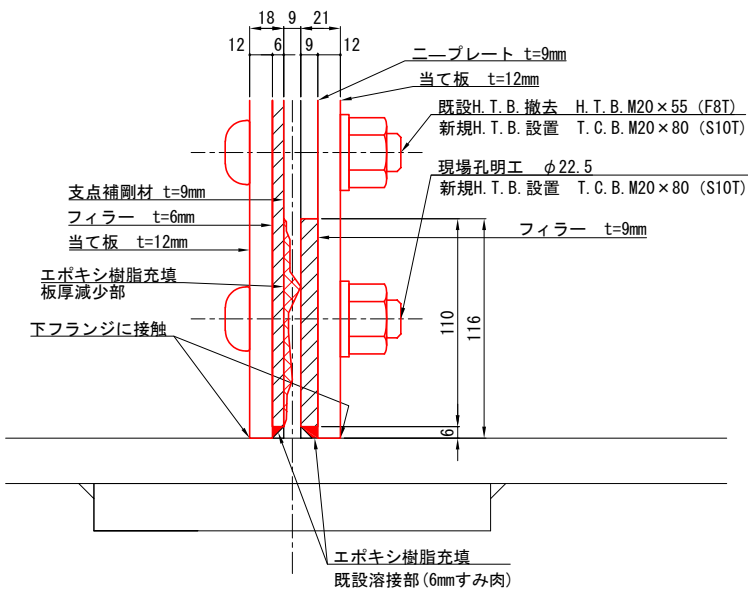 18 9 21
12 6 9 12
ニープレート t=9mm
当て板 t=12mm
既設H.T.B.撤去 H.T.B.M20×55 (F8T)
新規H.T.B.設置 T.C.B.M20×80 (S10T)
現場孔明工 φ22.5
新規H.T.B.設置 T.C.B.M20×80 (S10T)
支点補剛材 t=9mm
フィラー t=6mm
当て板 t=12mm
フィラー t=9mm
エポキシ樹脂充填
板厚減少部
下フランジに接触
110
116
6
エポキシ樹脂充填
既設溶接部(6mmすみ肉)